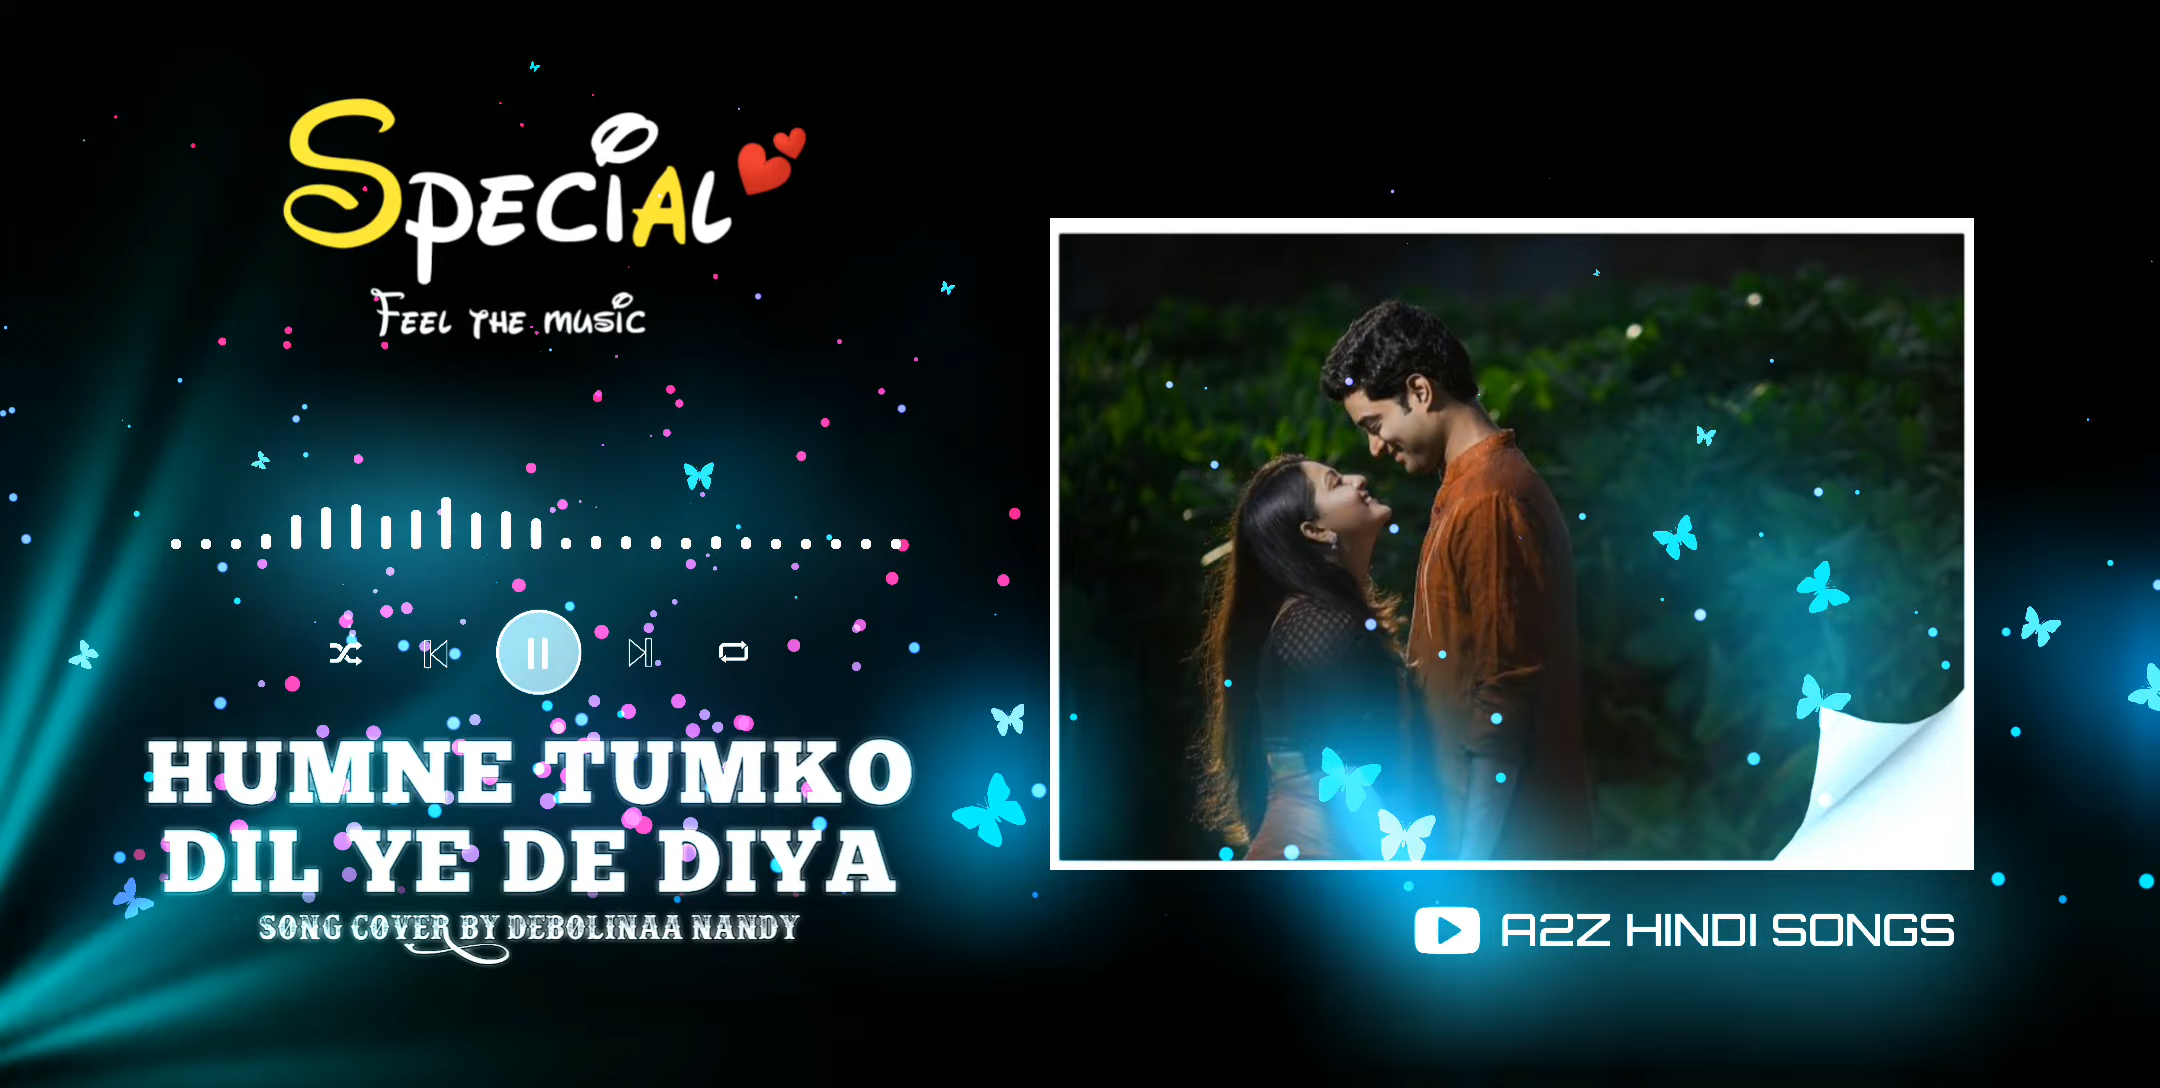 SPECIAL
FEEL THE MUSIC
HUMNE TUMKO
DIL YE DE DIYA
SONG COVER BY DEBOLINAA NANDY
A2Z HINDI SONGS